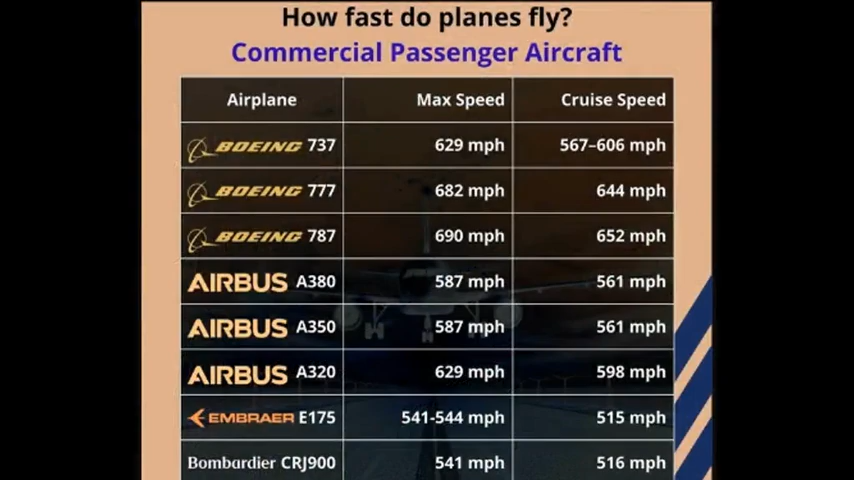 How fast do planes fly?
Commercial Passenger Aircraft
Airplane Max Speed Cruise Speed
BOEING 737 629 mph 567–606 mph
BOEING 777 682 mph 644 mph
BOEING 787 690 mph 652 mph
AIRBUS A380 587 mph 561 mph
AIRBUS A350 587 mph 561 mph
AIRBUS A320 629 mph 598 mph
EMBRAER E175 541-544 mph 515 mph
Bombardier CRJ900 541 mph 516 mph